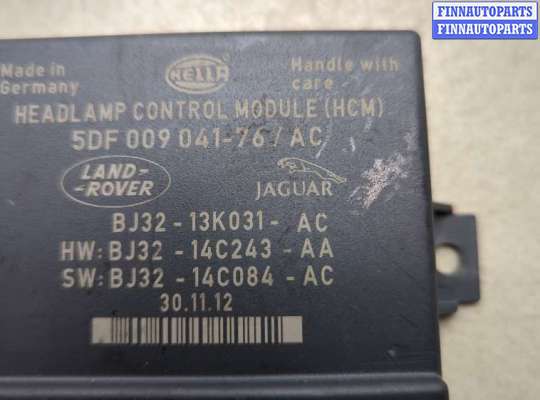 FINNAUTOPARTS
FINNAUTOPARTS
Made in
Germany
HELLA
Handle with
care
HEADLAMP CONTROL MODULE (HCM)
5DF 009 041-76/AC
LAND-
-ROVER
JAGUAR
BJ32 - 13K031 - AC
HW: BJ32 - 14C243 - AA
SW: BJ32 - 14C084 - AC
30.11.12